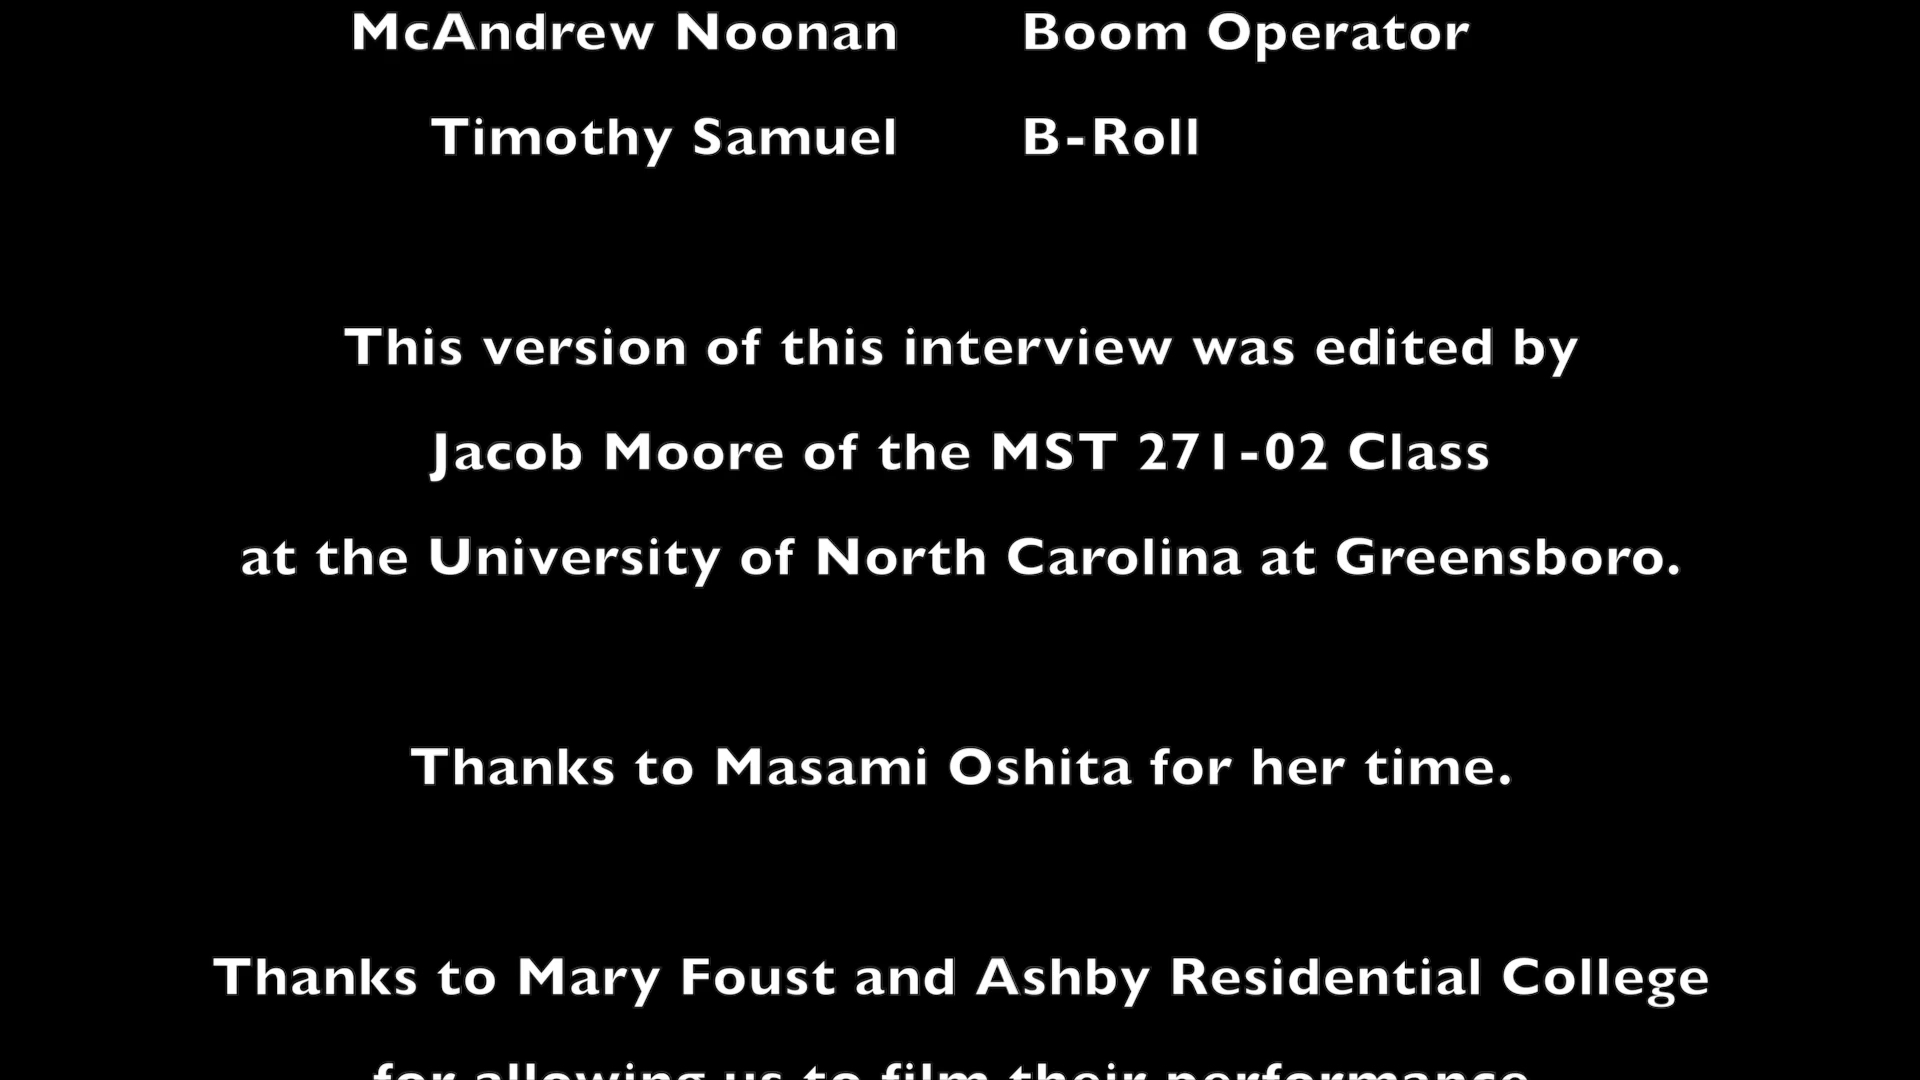 McAndrew Noonan Boom Operator
Timothy Samuel B-Roll
This version of this interview was edited by
Jacob Moore of the MST 271-02 Class
at the University of North Carolina at Greensboro.
Thanks to Masami Oshita for her time.
Thanks to Mary Foust and Ashby Residential College
for allowing us to film their performance